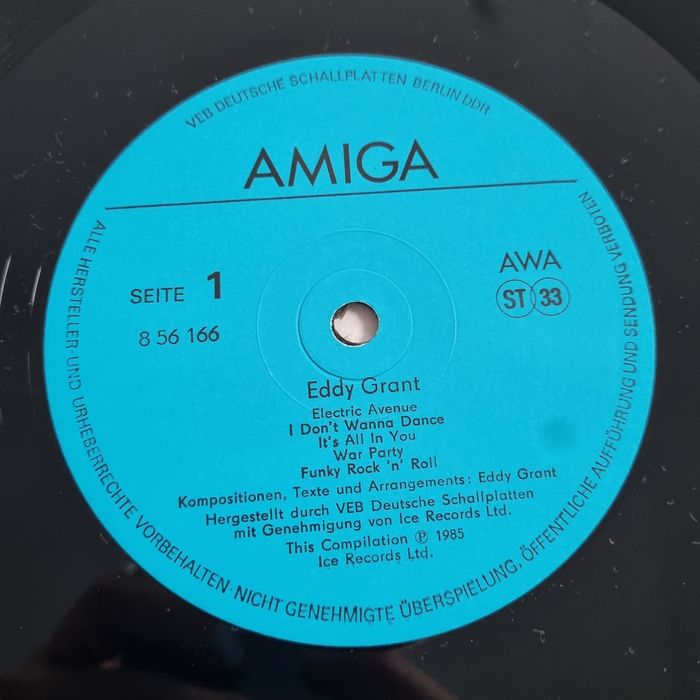 VEB DEUTSCHE SCHALLPLATTEN BERLIN DDR
AMIGA
SEITE 1
8 56 166
AWA
ST 33
Eddy Grant
Electric Avenue
I Don't Wanna Dance
It's All In You
War Party
Funky Rock 'n' Roll
Kompositionen, Texte und Arrangements: Eddy Grant
Hergestellt durch VEB Deutsche Schallplatten
mit Genehmigung von Ice Records Ltd.
This Compilation ℗ 1985
Ice Records Ltd.
ALLE HERSTELLER-UND URHEBERRECHTE VORBEHALTEN·NICHT GENEHMIGTE ÜBERSPIELUNG, ÖFFENTLICHE AUFFÜHRUNG UND SENDUNG VERBOTEN